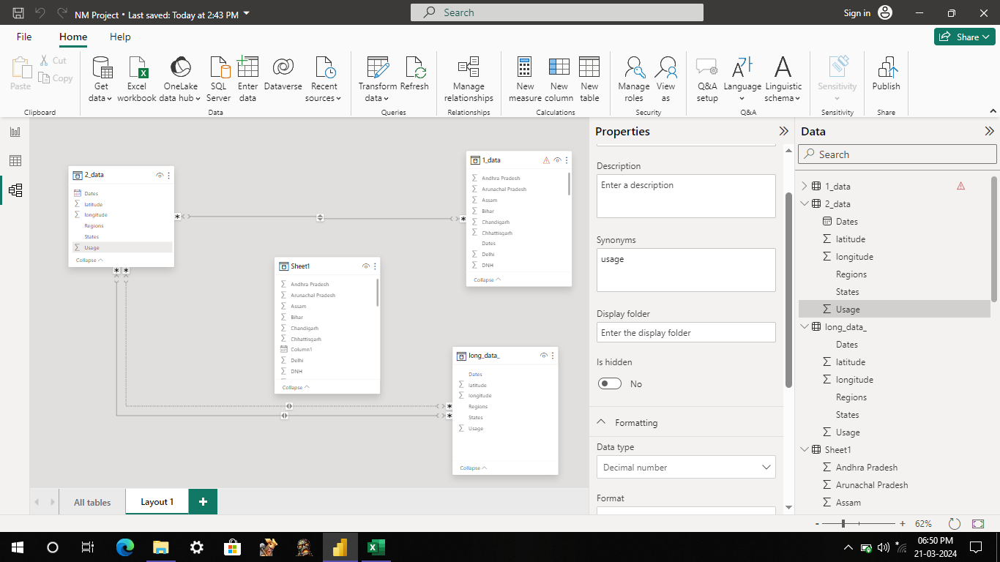 NM Project • Last saved: Today at 2:43 PM
Search
Sign in
File
Home
Help
Share
Paste
Cut
Copy
Get data
Excel workbook
OneLake data hub
SQL Server
Enter data
Dataverse
Recent sources
Transform data
Refresh
Manage relationships
New measure
New column
New table
Manage roles
View as
Q&A setup
Language
Linguistic schema
Sensitivity
Publish
Clipboard
Data
Queries
Relationships
Calculations
Security
Q&A
Sensitivity
Share
2_data
Dates
latitude
longitude
Regions
States
Usage
Collapse
1_data
Andhra Pradesh
Arunachal Pradesh
Assam
Bihar
Chandigarh
Chhattisgarh
Dates
Delhi
DNH
Collapse
Sheet1
Andhra Pradesh
Arunachal Pradesh
Assam
Bihar
Chandigarh
Chhattisgarh
Column1
Delhi
DNH
Collapse
long_data_
Dates
latitude
longitude
Regions
States
Usage
Collapse
All tables
Layout 1
Properties
Description
Enter a description
Synonyms
usage
Display folder
Enter the display folder
Is hidden
No
Formatting
Data type
Decimal number
Format
Data
Search
1_data
2_data
Dates
latitude
longitude
Regions
States
Usage
long_data_
Dates
latitude
longitude
Regions
States
Usage
Sheet1
Andhra Pradesh
Arunachal Pradesh
Assam
- + 62%
06:50 PM
21-03-2024